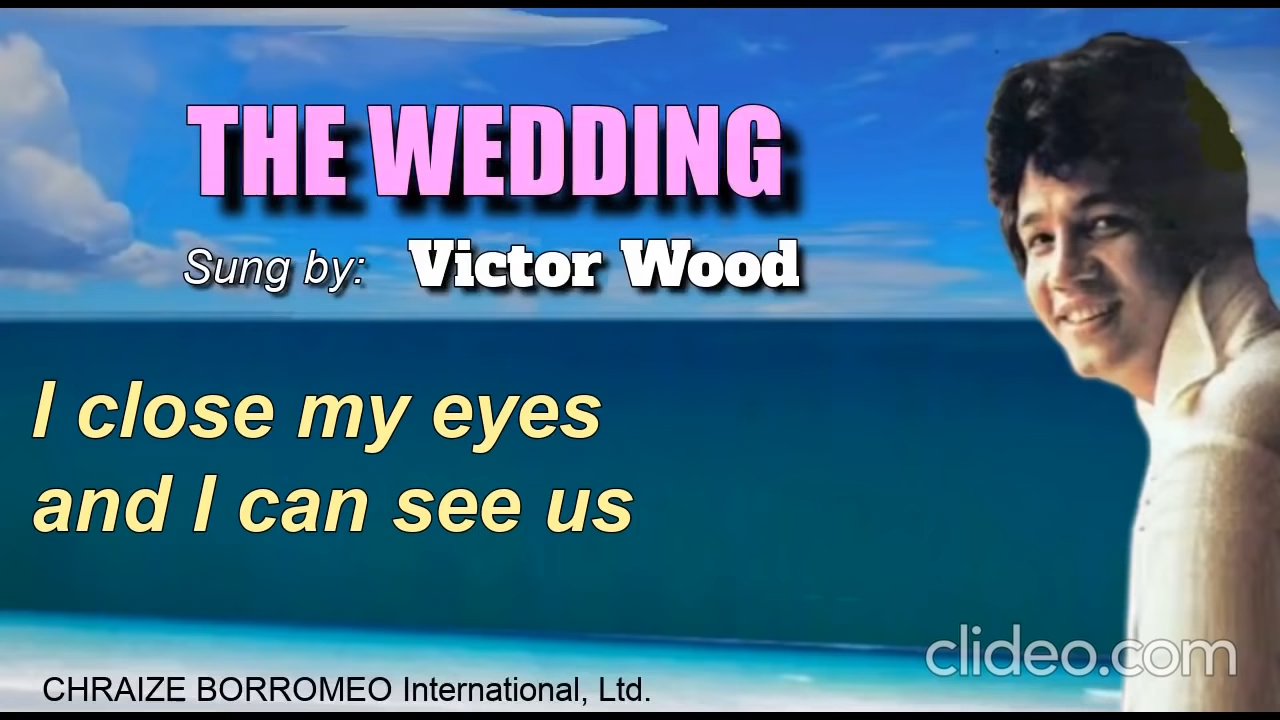 THE WEDDING
Sung by: Victor Wood
I close my eyes
and I can see us
clideo.com
CHRAIZE BORROMEO International, Ltd.